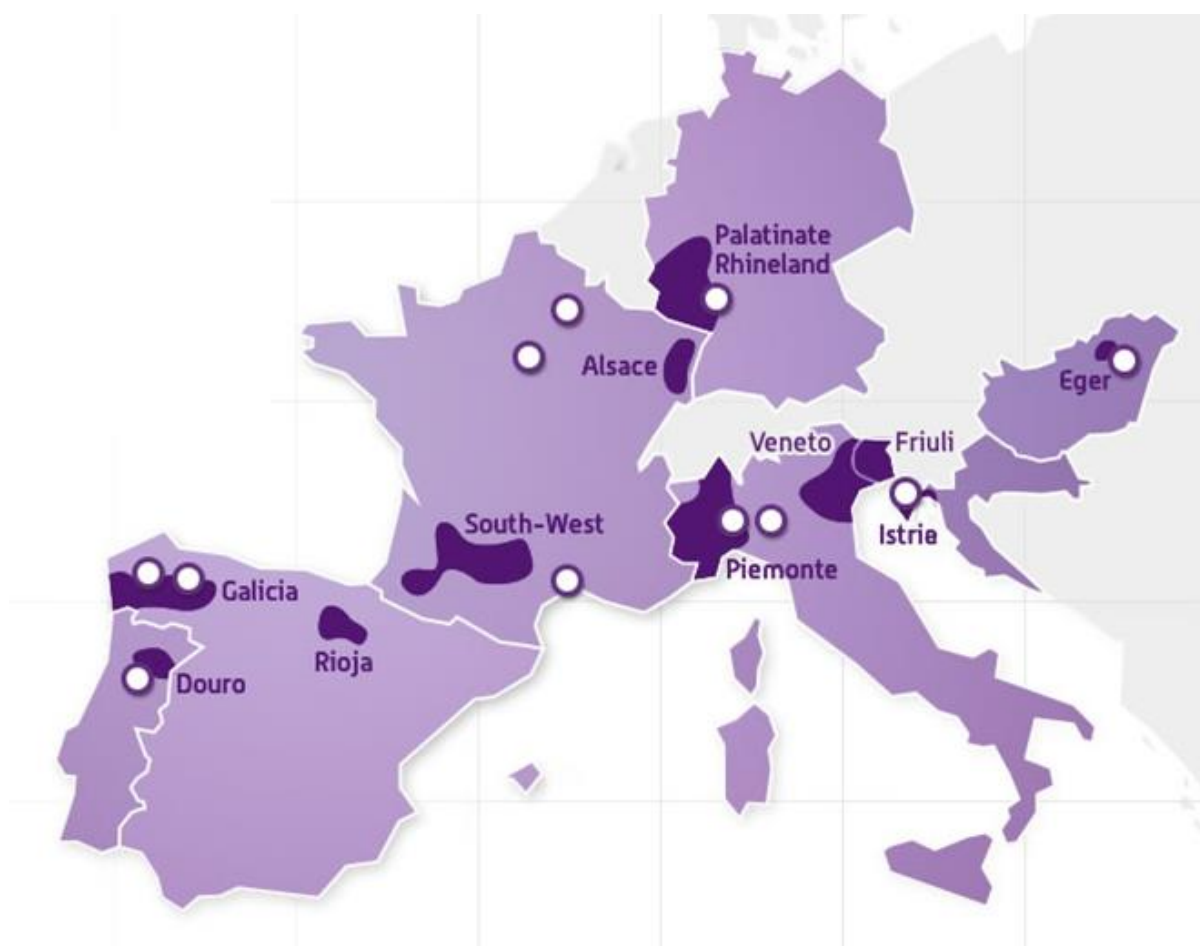 Palatinate
Rhineland
Alsace
Eger
Veneto
Friuli
South-West
Istrie
Piemonte
Galicia
Rioja
Douro